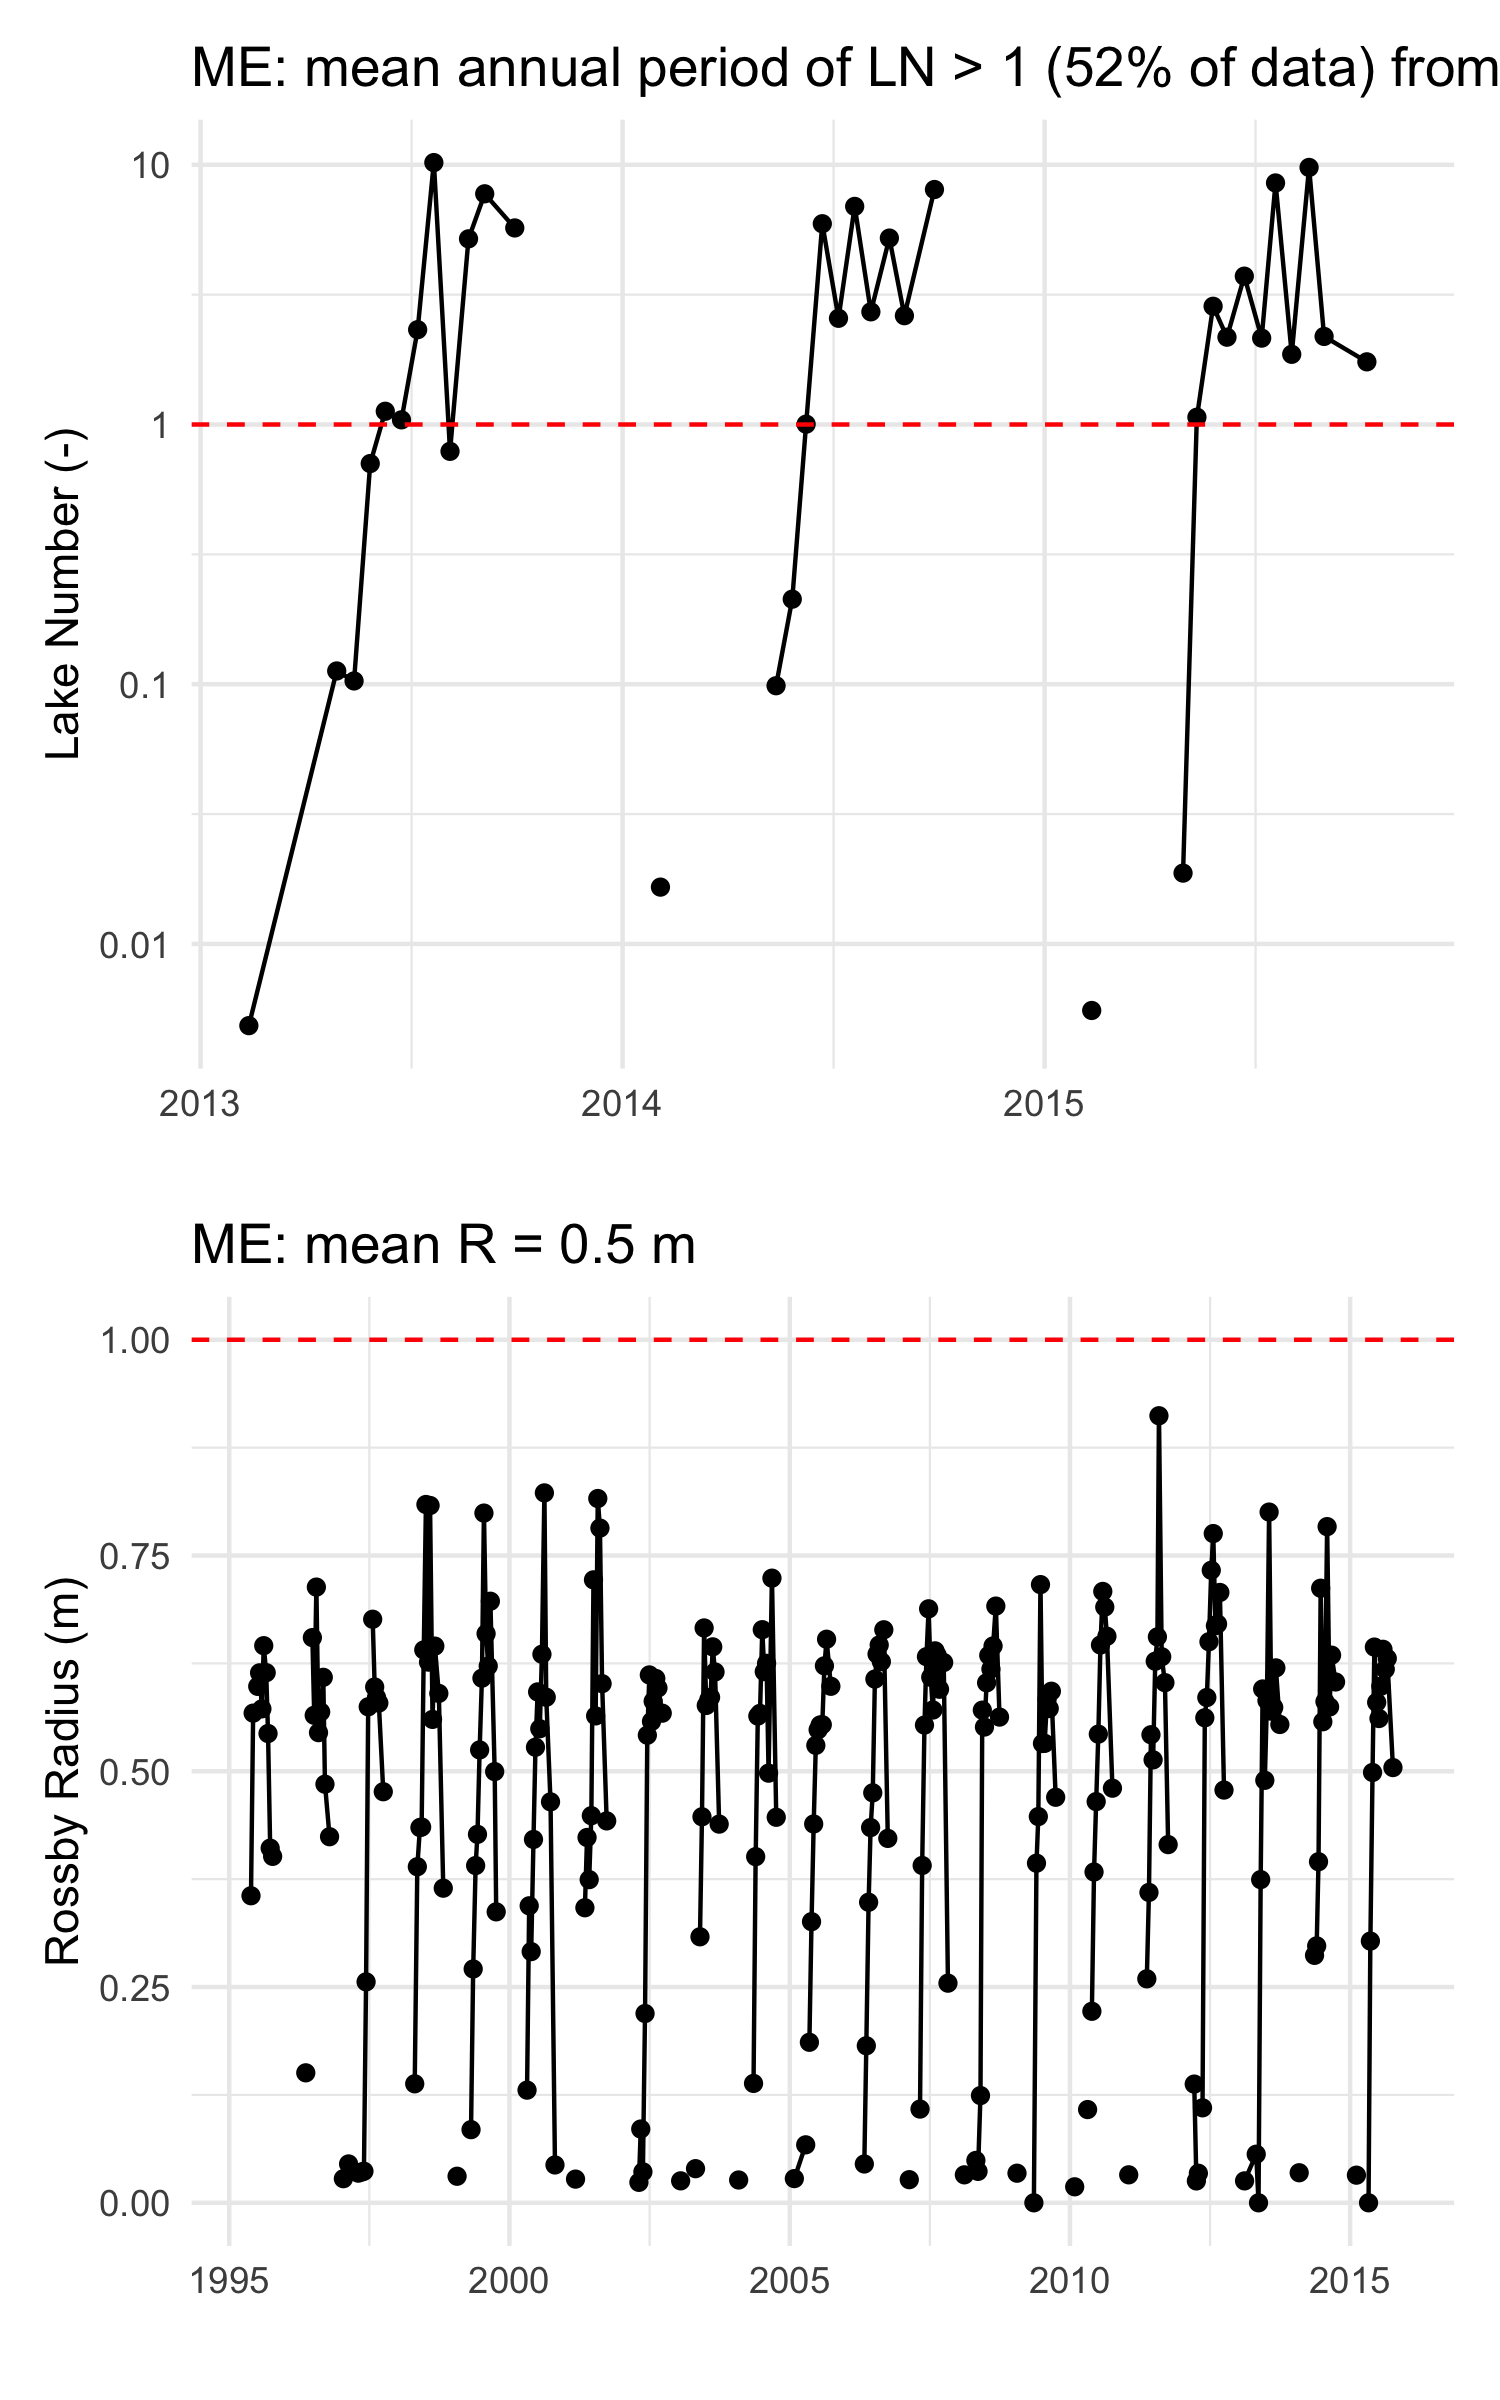 ME: mean annual period of LN > 1 (52% of data) from
10
1
0.1
0.01
Lake Number (-)
2013 2014 2015
ME: mean R = 0.5 m
1.00
0.75
0.50
0.25
0.00
Rossby Radius (m)
1995 2000 2005 2010 2015